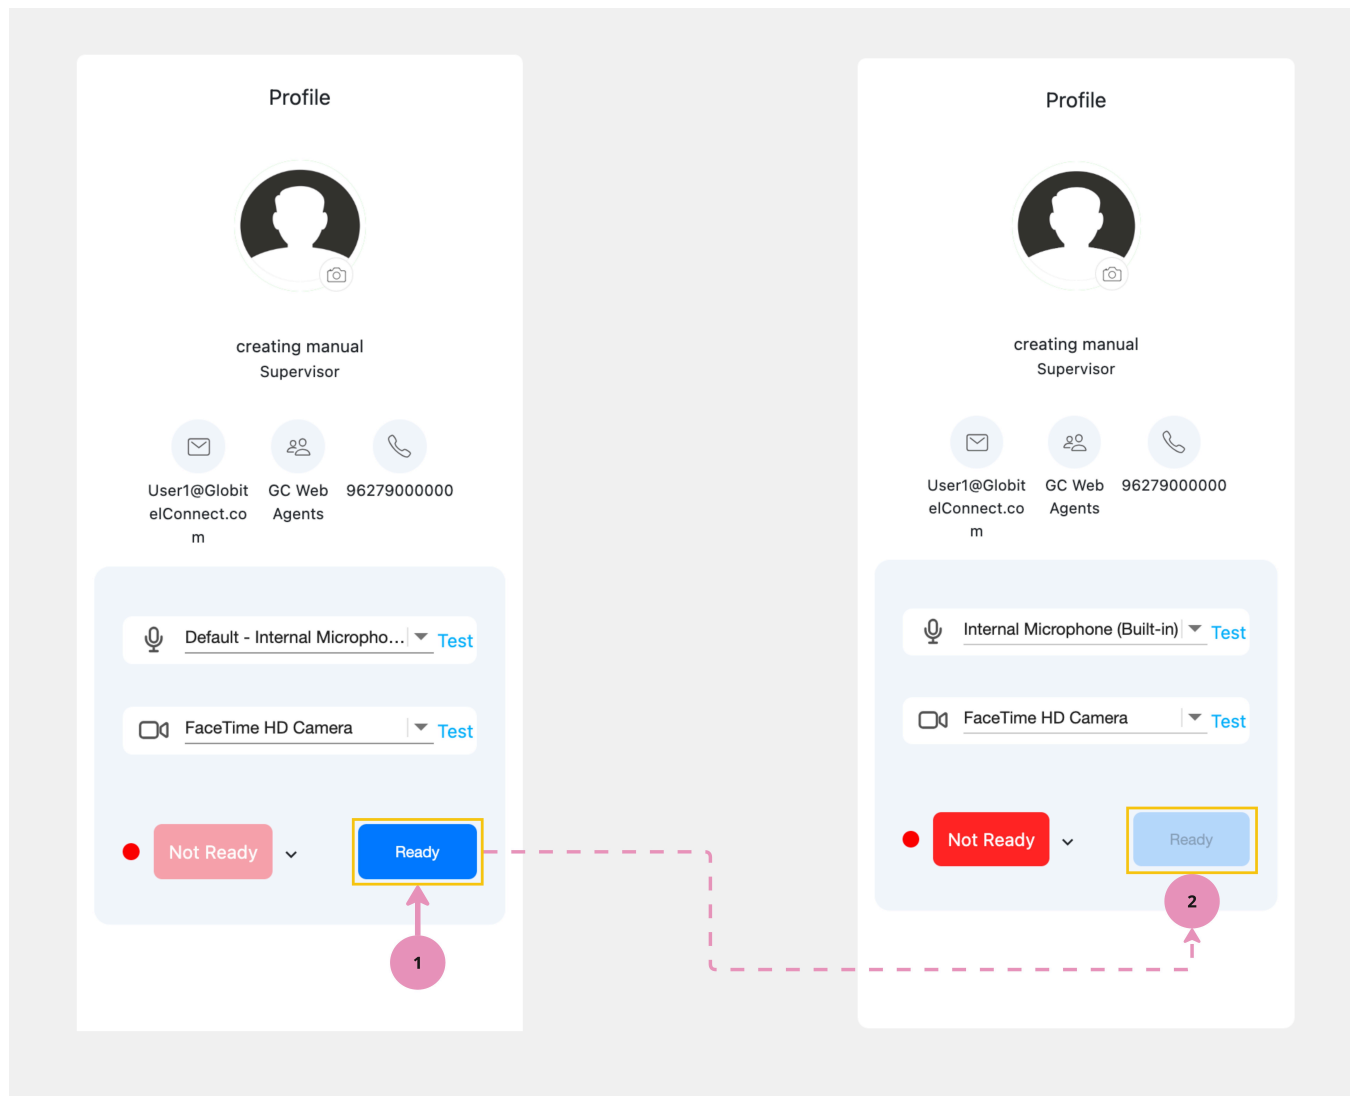 Profile
creating manual
Supervisor
User1@Globit
elConnect.co
m
GC Web
Agents
96279000000
Default - Internal Micropho...
Test
FaceTime HD Camera
Test
Not Ready
Ready
1
Profile
creating manual
Supervisor
User1@Globit
elConnect.co
m
GC Web
Agents
96279000000
Internal Microphone (Built-in)
Test
FaceTime HD Camera
Test
Not Ready
Ready
2